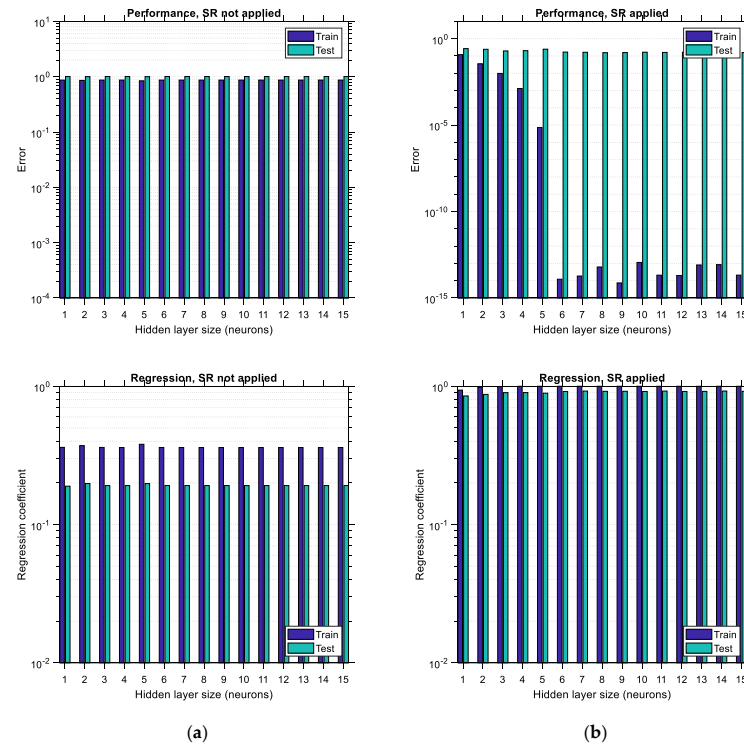 Performance, SR not applied
10^1
10^0
10^-1
10^-2
10^-3
10^-4
Error
Train
Test
1 2 3 4 5 6 7 8 9 10 11 12 13 14 15
Hidden layer size (neurons)
Performance, SR applied
10^0
10^-5
10^-10
10^-15
Error
Train
Test
1 2 3 4 5 6 7 8 9 10 11 12 13 14 15
Hidden layer size (neurons)
Regression, SR not applied
10^0
10^-1
10^-2
Regression coefficient
Train
Test
1 2 3 4 5 6 7 8 9 10 11 12 13 14 15
Hidden layer size (neurons)
Regression, SR applied
10^0
10^-1
10^-2
Regression coefficient
Train
Test
1 2 3 4 5 6 7 8 9 10 11 12 13 14 15
Hidden layer size (neurons)
(a)
(b)